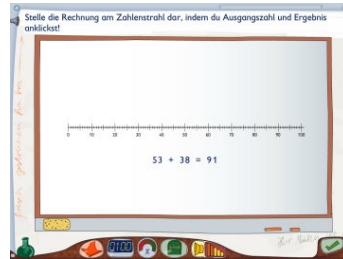 Stelle die Rechnung am Zahlenstrahl dar, indem du Ausgangszahl und Ergebnis
anklickst!
0 10 20 30 40 50 60 70 80 90 100
53 + 38 = 91
0100